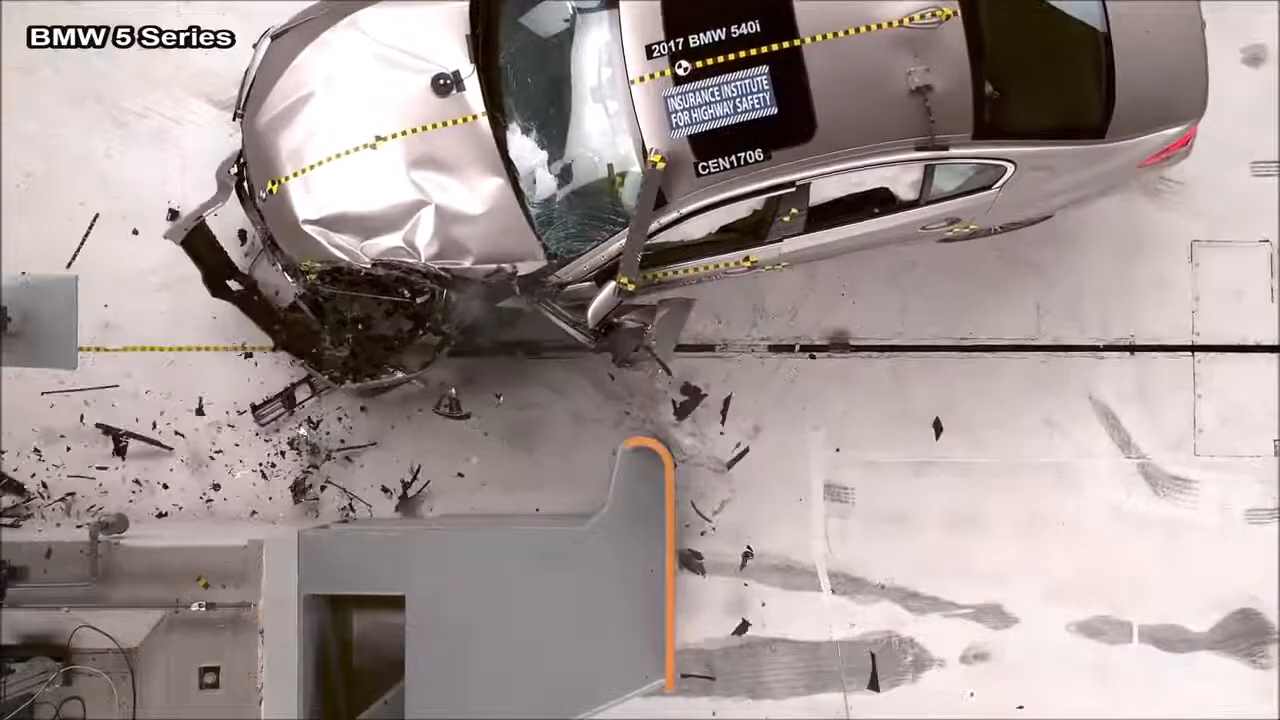 BMW 5 Series
2017 BMW 540i
INSURANCE INSTITUTE
FOR HIGHWAY SAFETY
CEN1706